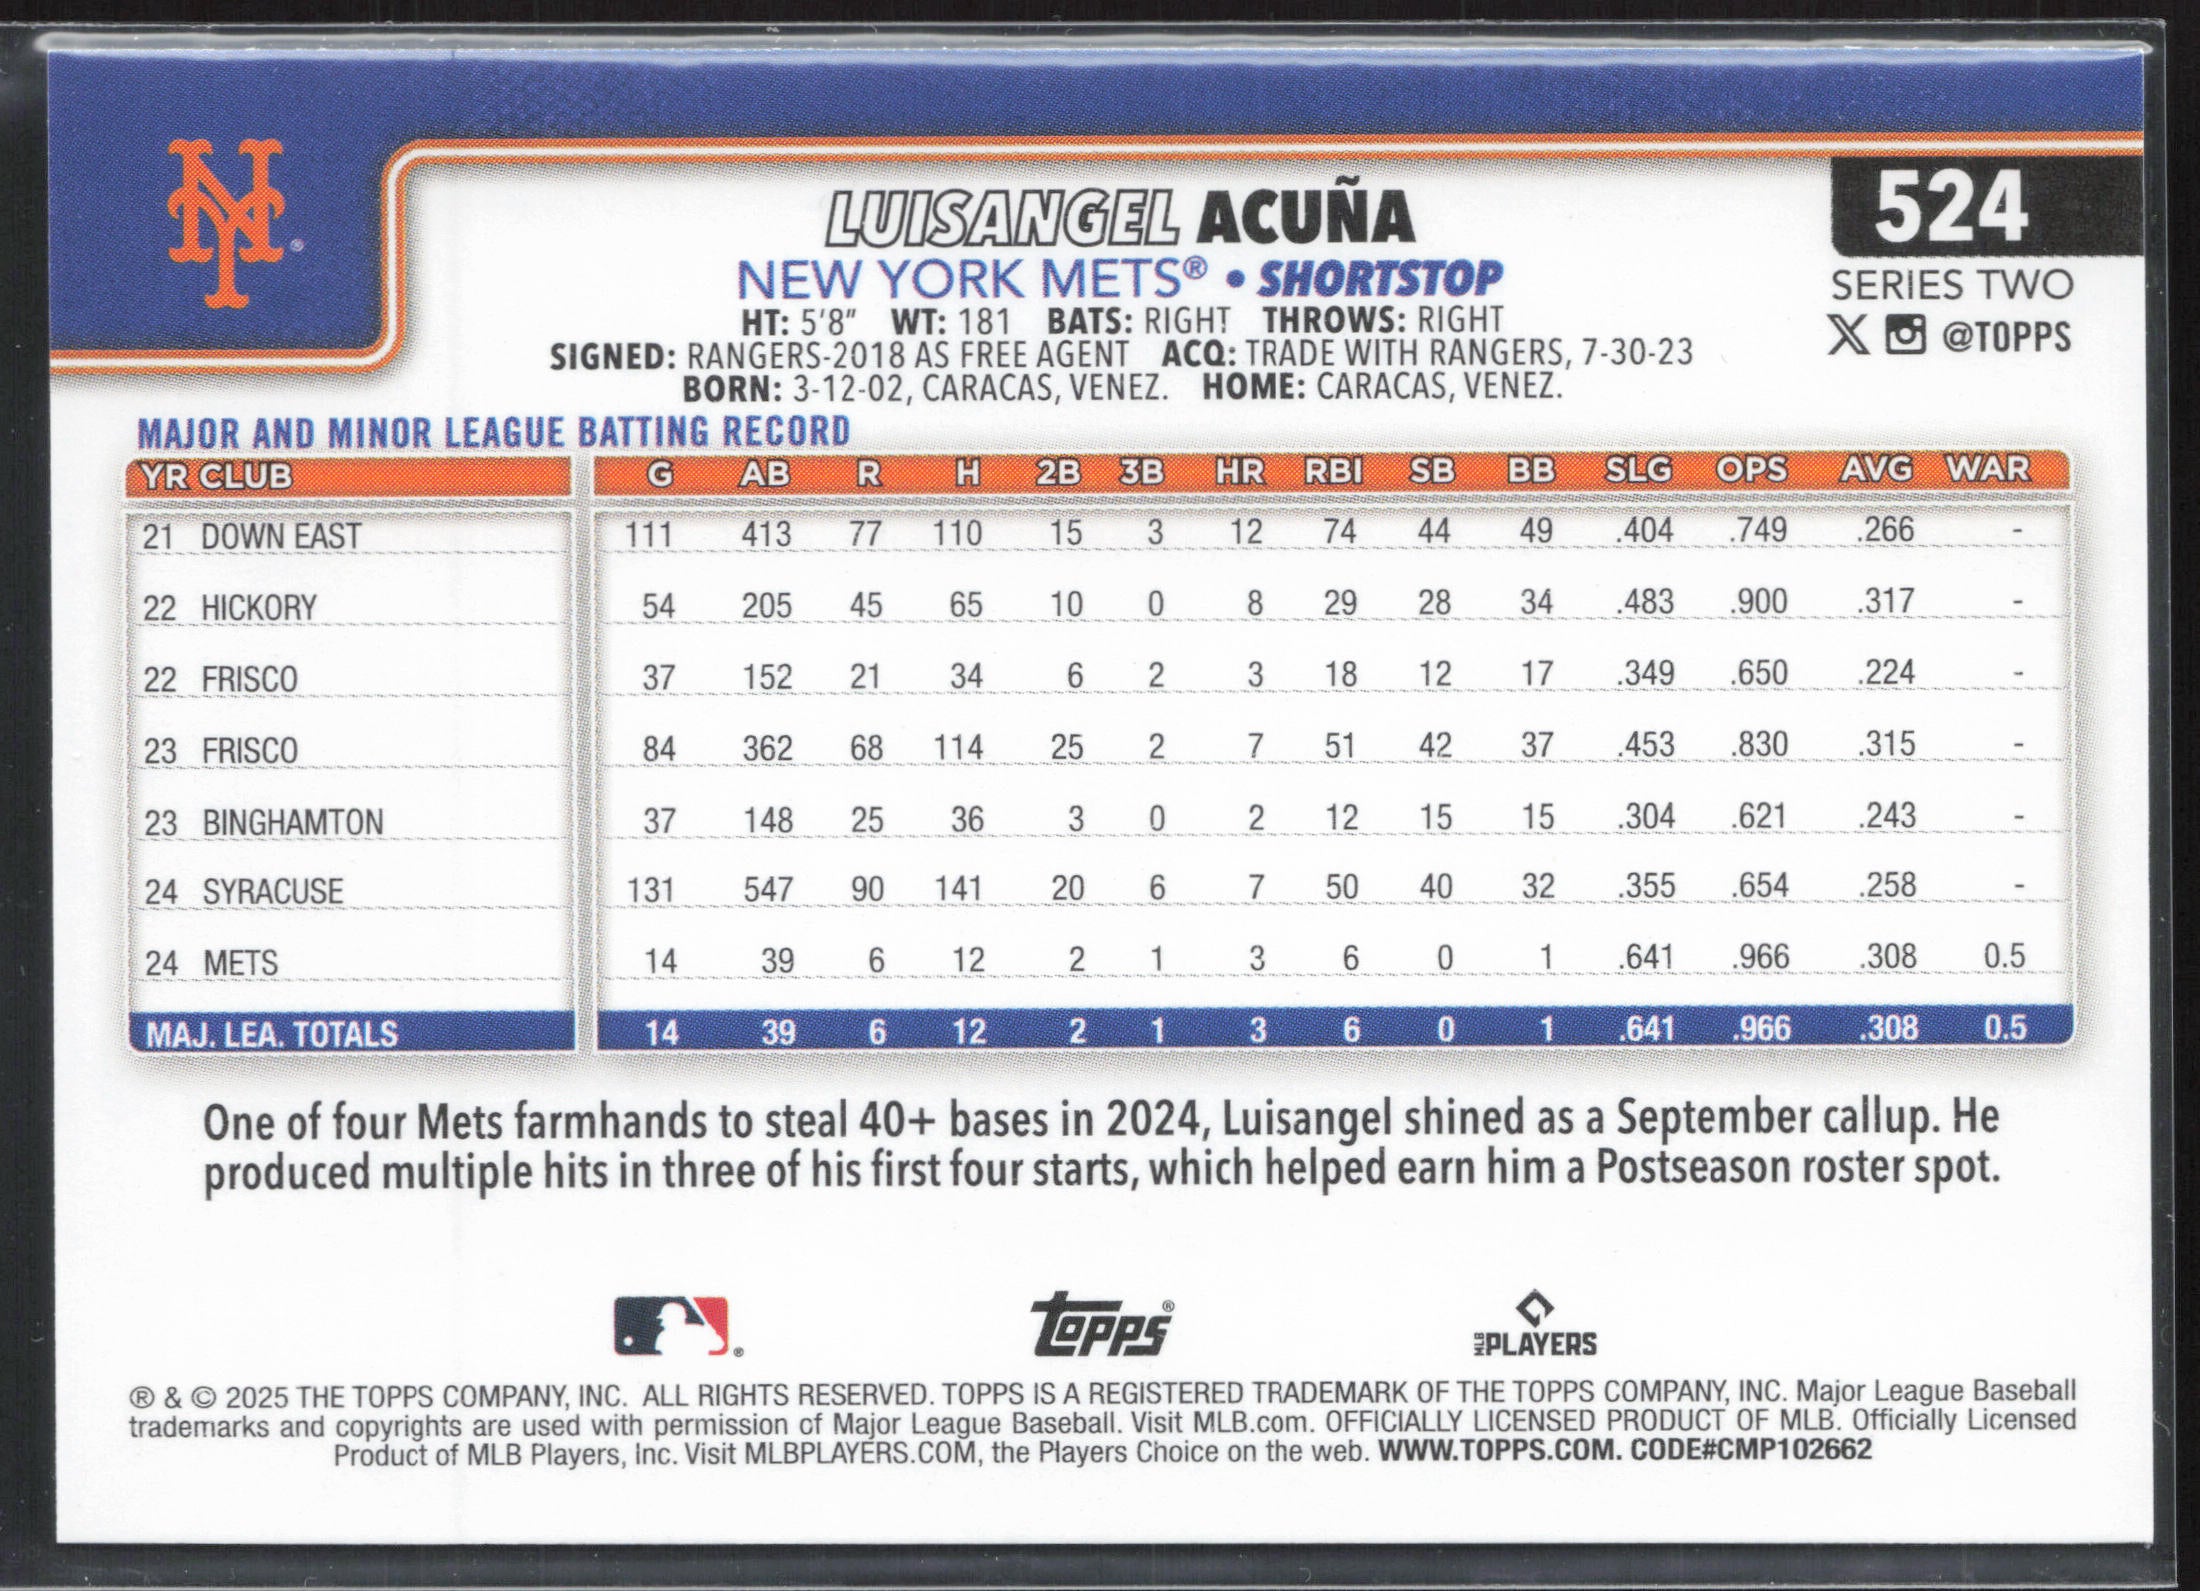 NY
524
LUISANGEL ACUÑA
NEW YORK METS® • SHORTSTOP
SERIES TWO
HT: 5'8" WT: 181 BATS: RIGHT THROWS: RIGHT
@TOPPS
SIGNED: RANGERS-2018 AS FREE AGENT ACQ: TRADE WITH RANGERS, 7-30-23
BORN: 3-12-02, CARACAS, VENEZ. HOME: CARACAS, VENEZ.
MAJOR AND MINOR LEAGUE BATTING RECORD
YR CLUB G AB R H 2B 3B HR RBI SB BB SLG OPS AVG WAR
21 DOWN EAST 111 413 77 110 15 3 12 74 44 49 .404 .749 .266 -
22 HICKORY 54 205 45 65 10 0 8 29 28 34 .483 .900 .317 -
22 FRISCO 37 152 21 34 6 2 3 18 12 17 .349 .650 .224 -
23 FRISCO 84 362 68 114 25 2 7 51 42 37 .453 .830 .315 -
23 BINGHAMTON 37 148 25 36 3 0 2 12 15 15 .304 .621 .243 -
24 SYRACUSE 131 547 90 141 20 6 7 50 40 32 .355 .654 .258 -
24 METS 14 39 6 12 2 1 3 6 0 1 .641 .966 .308 0.5
MAJ. LEA. TOTALS 14 39 6 12 2 1 3 6 0 1 .641 .966 .308 0.5
One of four Mets farmhands to steal 40+ bases in 2024, Luisangel shined as a September callup. He
produced multiple hits in three of his first four starts, which helped earn him a Postseason roster spot.
® topps® MLB PLAYERS
® & © 2025 THE TOPPS COMPANY, INC. ALL RIGHTS RESERVED. TOPPS IS A REGISTERED TRADEMARK OF THE TOPPS COMPANY, INC. Major League Baseball
trademarks and copyrights are used with permission of Major League Baseball. Visit MLB.com. OFFICIALLY LICENSED PRODUCT OF MLB. Officially Licensed
Product of MLB Players, Inc. Visit MLBPLAYERS.COM, the Players Choice on the web. WWW.TOPPS.COM. CODE#CMP102662